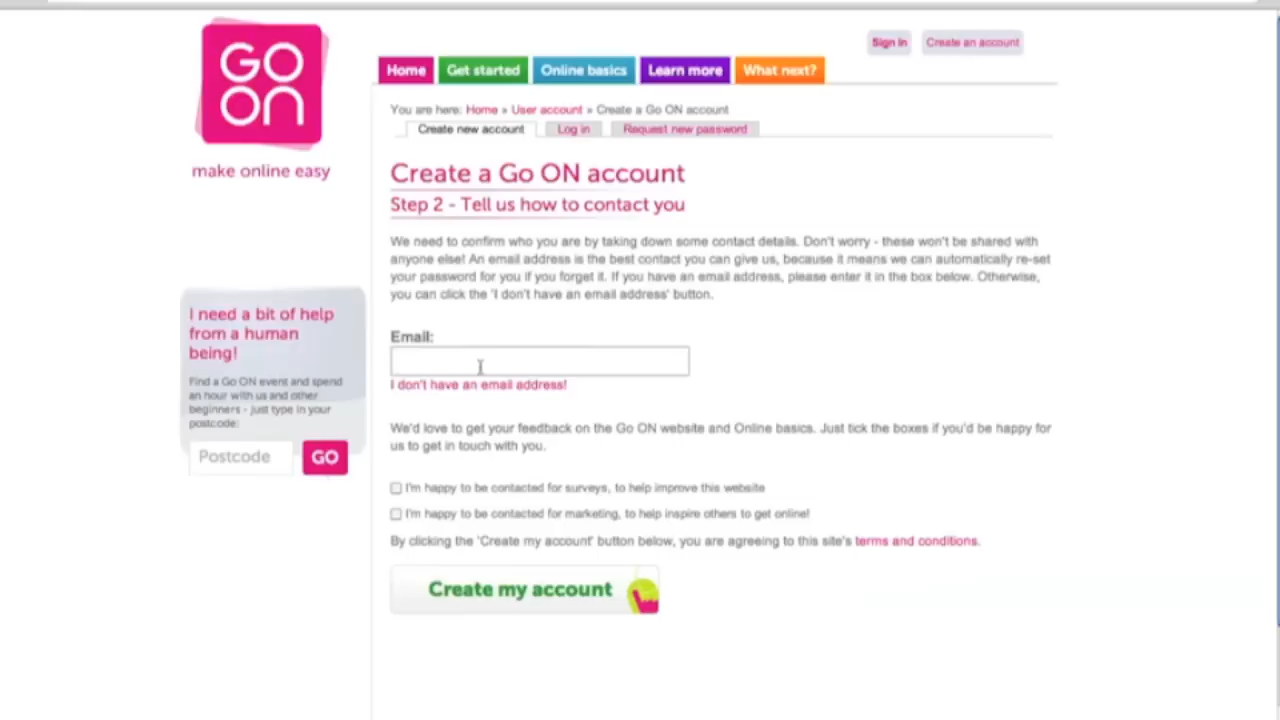 GO
ON
make online easy
Sign in
Create an account
Home
Get started
Online basics
Learn more
What next?
You are here: Home » User account » Create a Go ON account
Create new account
Log in
Request new password
Create a Go ON account
Step 2 - Tell us how to contact you
We need to confirm who you are by taking down some contact details. Don't worry - these won't be shared with
anyone else! An email address is the best contact you can give us, because it means we can automatically re-set
your password for you if you forget it. If you have an email address, please enter it in the box below. Otherwise,
you can click the 'I don't have an email address' button.
I need a bit of help
from a human
being!
Find a Go ON event and spend
an hour with us and other
beginners - just type in your
postcode:
Postcode
GO
Email:
I don't have an email address!
We'd love to get your feedback on the Go ON website and Online basics. Just tick the boxes if you'd be happy for
us to get in touch with you.
I'm happy to be contacted for surveys, to help improve this website
I'm happy to be contacted for marketing, to help inspire others to get online!
By clicking the 'Create my account' button below, you are agreeing to this site's terms and conditions.
Create my account